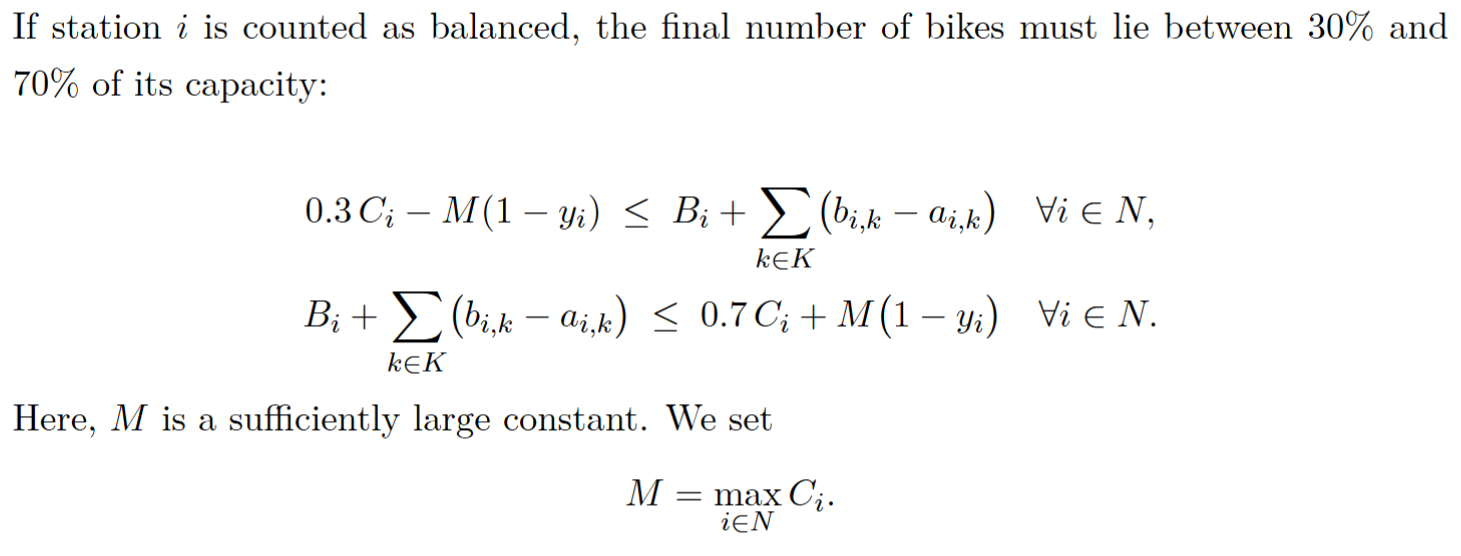 If station i is counted as balanced, the final number of bikes must lie between 30% and
70% of its capacity:
0.3 C_i − M(1 − y_i) ≤ B_i + ∑_{k∈K} (b_{i,k} − a_{i,k}) ∀i ∈ N,
B_i + ∑_{k∈K} (b_{i,k} − a_{i,k}) ≤ 0.7 C_i + M(1 − y_i) ∀i ∈ N.
Here, M is a sufficiently large constant. We set
M = max_{i∈N} C_i.